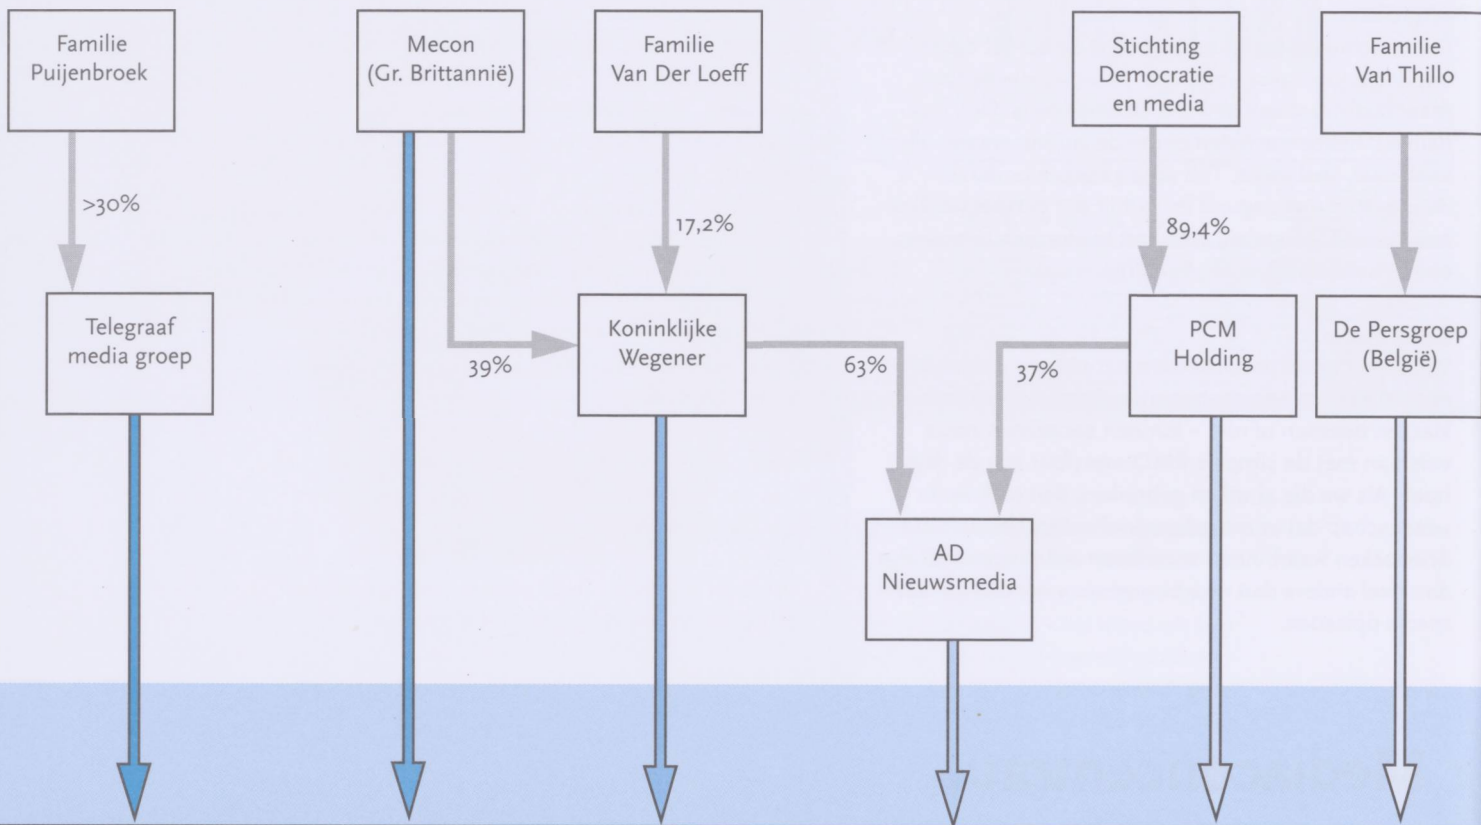 Familie
Puijenbroek
Mecon
(Gr. Brittannië)
Familie
Van Der Loeff
Stichting
Democratie
en media
Familie
Van Thillo
>30%
17,2%
89,4%
Telegraaf
media groep
39%
Koninklijke
Wegener
63%
37%
PCM
Holding
De Persgroep
(België)
AD
Nieuwsmedia